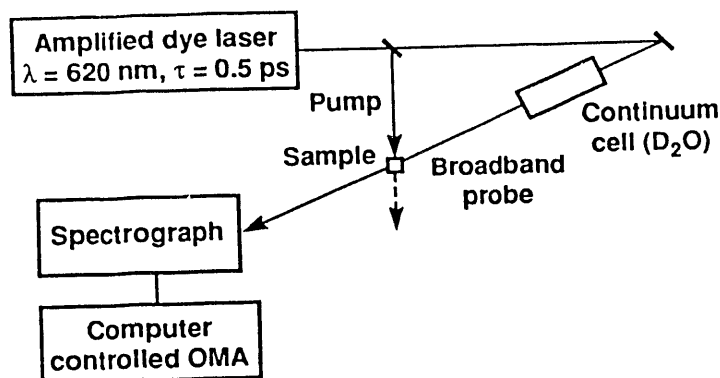 Amplified dye laser
λ = 620 nm, τ = 0.5 ps
Pump
Continuum
cell (D₂O)
Sample
Broadband
probe
Spectrograph
Computer
controlled OMA